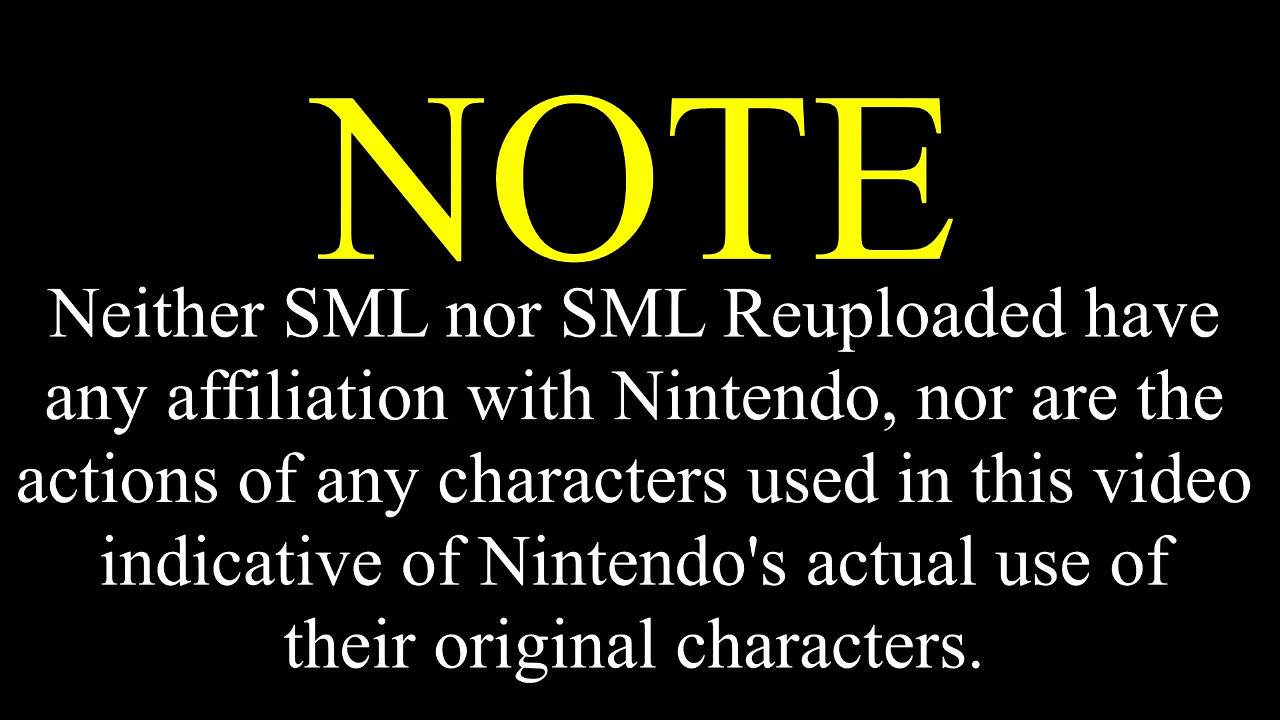 NOTE
Neither SML nor SML Reuploaded have
any affiliation with Nintendo, nor are the
actions of any characters used in this video
indicative of Nintendo's actual use of
their original characters.